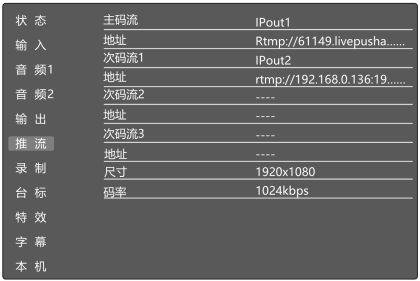 状 态
输 入
音 频1
音 频2
输 出
推 流
录 制
台 标
特 效
字 幕
本 机
主码流 IPout1
地址 Rtmp://61149.livepusha......
次码流1 IPout2
地址 rtmp://192.168.0.136:19......
次码流2 ----
地址 ----
次码流3 ----
地址 ----
尺寸 1920x1080
码率 1024kbps